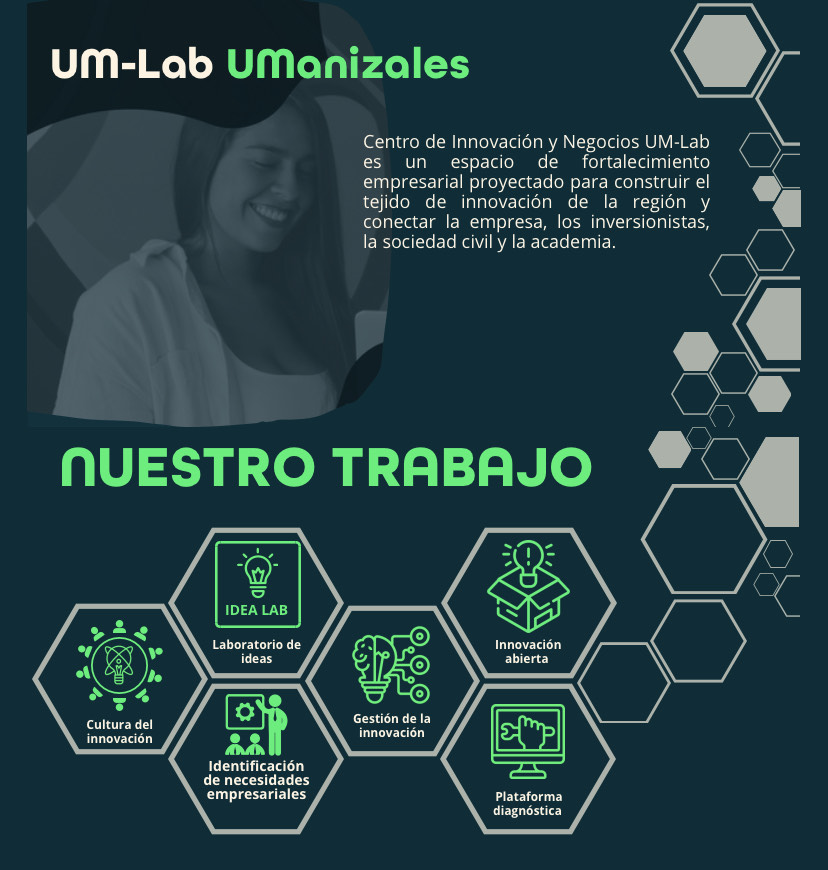 UM-Lab UManizales
Centro de Innovación y Negocios UM-Lab
es un espacio de fortalecimiento
empresarial proyectado para construir el
tejido de innovación de la región y
conectar la empresa, los inversionistas,
la sociedad civil y la academia.
NUESTRO TRABAJO
IDEA LAB
Laboratorio de
ideas
Innovación
abierta
Cultura del
innovación
Gestión de la
innovación
Identificación
de necesidades
empresariales
Plataforma
diagnóstica